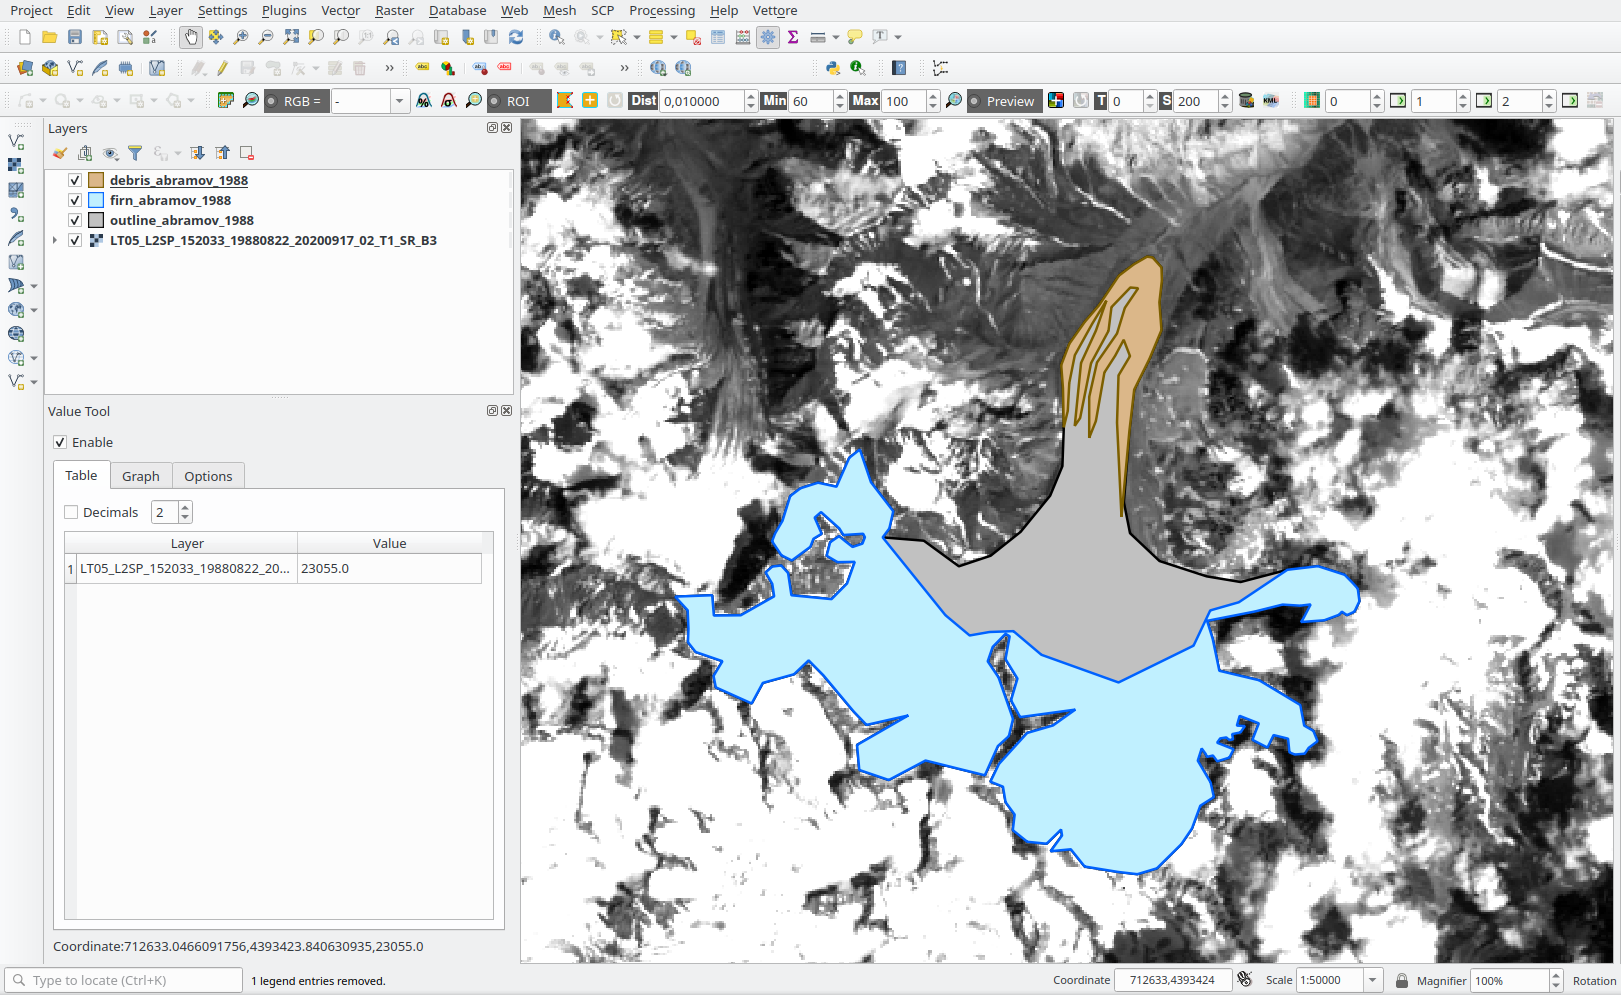 Project Edit View Layer Settings Plugins Vector Raster Database Web Mesh SCP Processing Help Vettore
RGB = - ROI Dist 0,010000 Min 60 Max 100 Preview T 0 S 200 KML 0 1 2
Layers
debris_abramov_1988
firn_abramov_1988
outline_abramov_1988
LT05_L2SP_152033_19880822_20200917_02_T1_SR_B3
Value Tool
Enable
Table Graph Options
Decimals 2
Layer Value
1 LT05_L2SP_152033_19880822_20... 23055.0
Coordinate:712633.0466091756,4393423.840630935,23055.0
Type to locate (Ctrl+K) 1 legend entries removed. Coordinate 712633,4393424 Scale 1:50000 Magnifier 100% Rotation